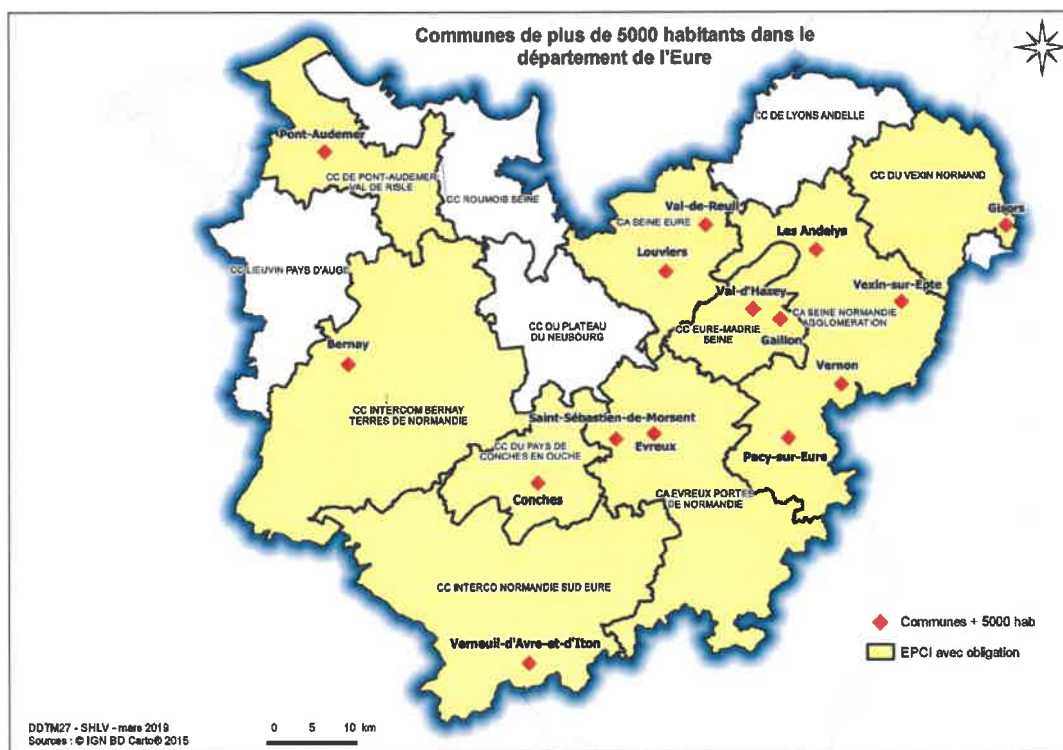 Communes de plus de 5000 habitants dans le
département de l'Eure
CC DE LYONS ANDELLE
Pont-Audemer
CC DE PONT-AUDEMER
VAL DE RISLE
CC DU VEXIN NORMAND
CC ROUMOIS SEINE
Val-de-Reuil
Gisors
CA SEINE EURE
Les Andelys
CC LIEUVIN PAYS D'AUGE
Louviers
Val-d'Hazey
Vexin-sur-Epte
CA SEINE NORMANDIE
AGGLOMERATION
CC DU PLATEAU
DU NEUBOURG
CC EURE-MADRIE
SEINE
Gaillon
Bernay
Vernon
CC INTERCOM BERNAY
TERRES DE NORMANDIE
Saint-Sébastien-de-Morsent
Evreux
CC DU PAYS DE
CONCHES EN OUCHE
Pacy-sur-Eure
Conches
CA EVREUX PORTES
DE NORMANDIE
CC INTERCO NORMANDIE SUD EURE
Verneuil-d'Avre-et-d'Iton
Communes + 5000 hab
EPCI avec obligation
DDTM27 - SHLV - mars 2019
Sources : © IGN BD Carto® 2015
0 5 10 km